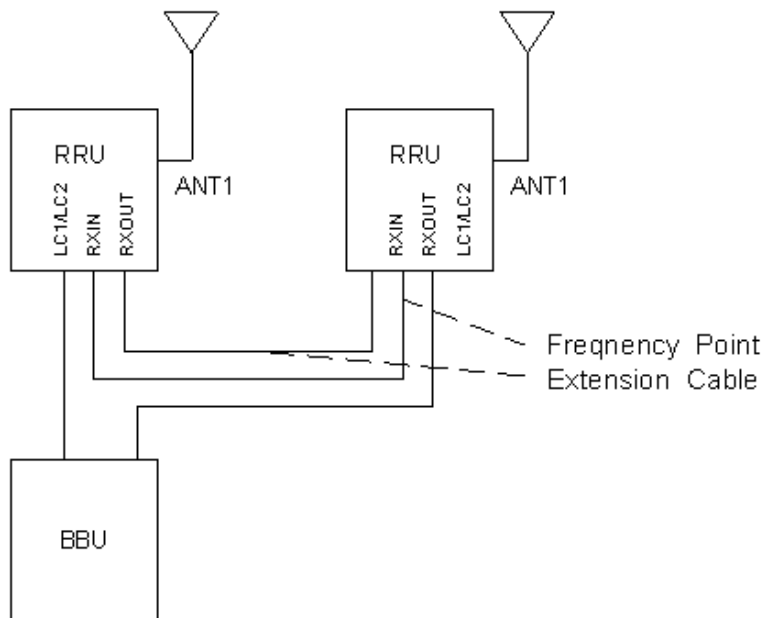 RRU
RRU
ANT1
ANT1
LC1/LC2
RXIN
RXOUT
RXIN
RXOUT
LC1/LC2
Freqnency Point
Extension Cable
BBU